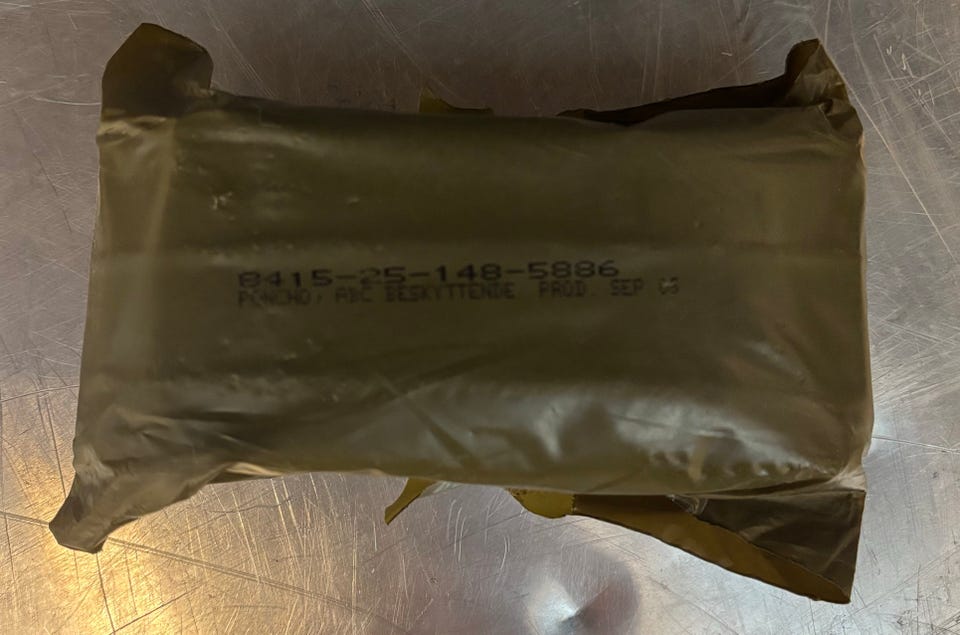 8415-25-148-5886
PONCHO, ABC BESKYTTENDE PROD. SEP